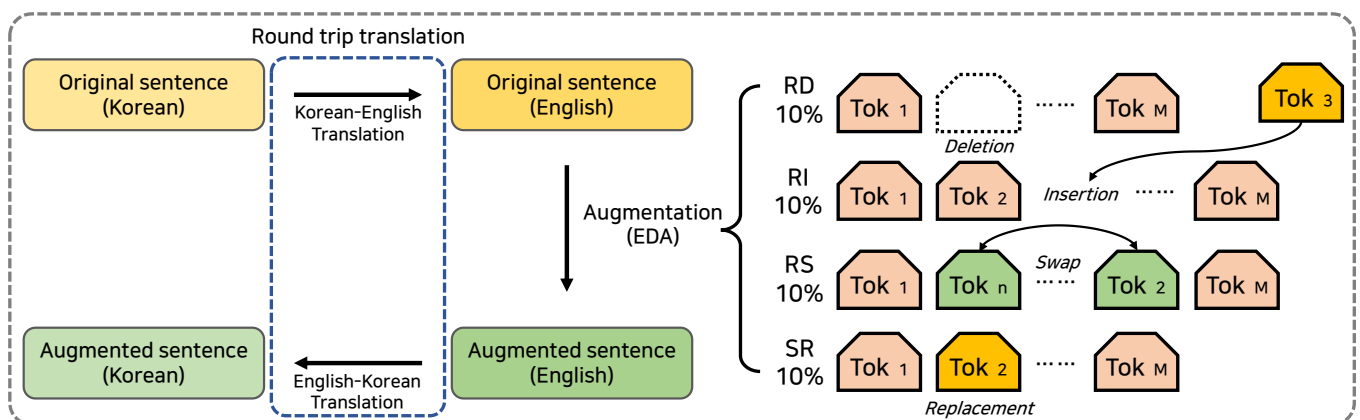 Round trip translation
Original sentence
(Korean)
Korean-English
Translation
Original sentence
(English)
Augmentation
(EDA)
Augmented sentence
(Korean)
English-Korean
Translation
Augmented sentence
(English)
RD
10%
Tok 1
Deletion
......
Tok M
Tok 3
RI
10%
Tok 1
Tok 2
Insertion
......
Tok M
RS
10%
Tok 1
Tok n
Swap
......
Tok 2
Tok M
SR
10%
Tok 1
Tok 2
Replacement
......
Tok M